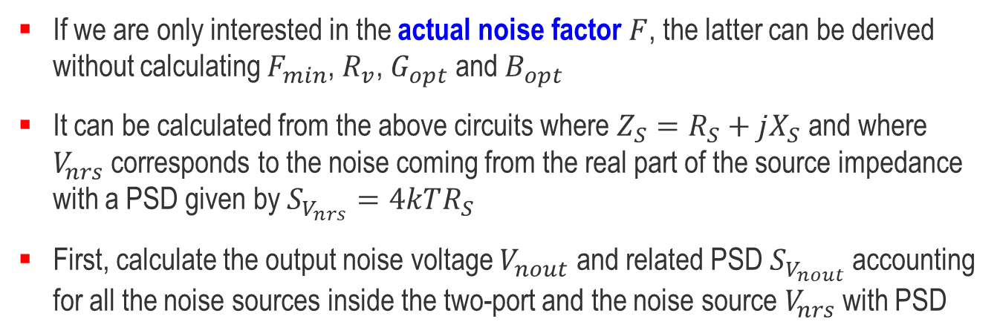 ▪ If we are only interested in the actual noise factor $F$, the latter can be derived
without calculating $F_{min}$, $R_v$, $G_{opt}$ and $B_{opt}$
▪ It can be calculated from the above circuits where $Z_S = R_S + jX_S$ and where
$V_{nrs}$ corresponds to the noise coming from the real part of the source impedance
with a PSD given by $S_{V_{nrs}} = 4kTR_S$
▪ First, calculate the output noise voltage $V_{nout}$ and related PSD $S_{V_{nout}}$ accounting
for all the noise sources inside the two-port and the noise source $V_{nrs}$ with PSD